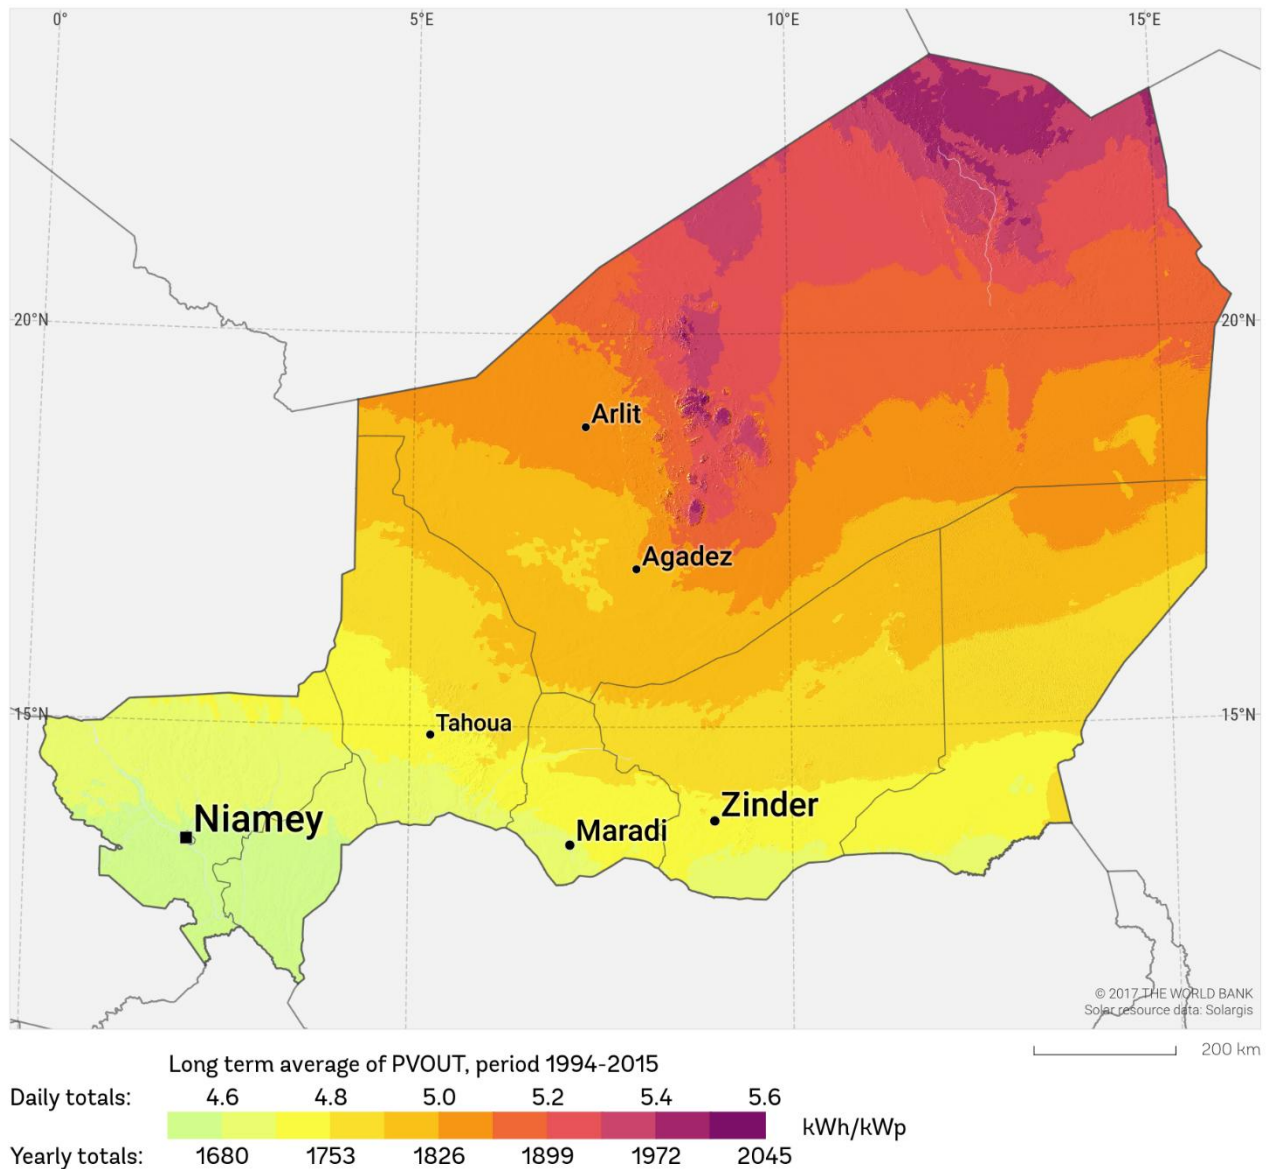 0° 5°E 10°E 15°E
20°N 20°N
Arlit
Agadez
15°N 15°N
Tahoua
Zinder
Niamey
Maradi
© 2017 THE WORLD BANK
Solar resource data: Solargis
200 km
Long term average of PVOUT, period 1994-2015
Daily totals: 4.6 4.8 5.0 5.2 5.4 5.6
kWh/kWp
Yearly totals: 1680 1753 1826 1899 1972 2045